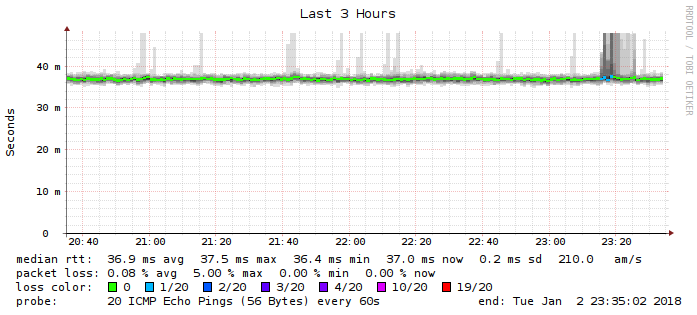 Last 3 Hours
RRDTOOL / TOBI OETIKER
Seconds
40 m
30 m
20 m
10 m
0
20:40 21:00 21:20 21:40 22:00 22:20 22:40 23:00 23:20
median rtt: 36.9 ms avg 37.5 ms max 36.4 ms min 37.0 ms now 0.2 ms sd 210.0 am/s
packet loss: 0.08 % avg 5.00 % max 0.00 % min 0.00 % now
loss color: 0 1/20 2/20 3/20 4/20 10/20 19/20
probe: 20 ICMP Echo Pings (56 Bytes) every 60s end: Tue Jan 2 23:35:02 2018